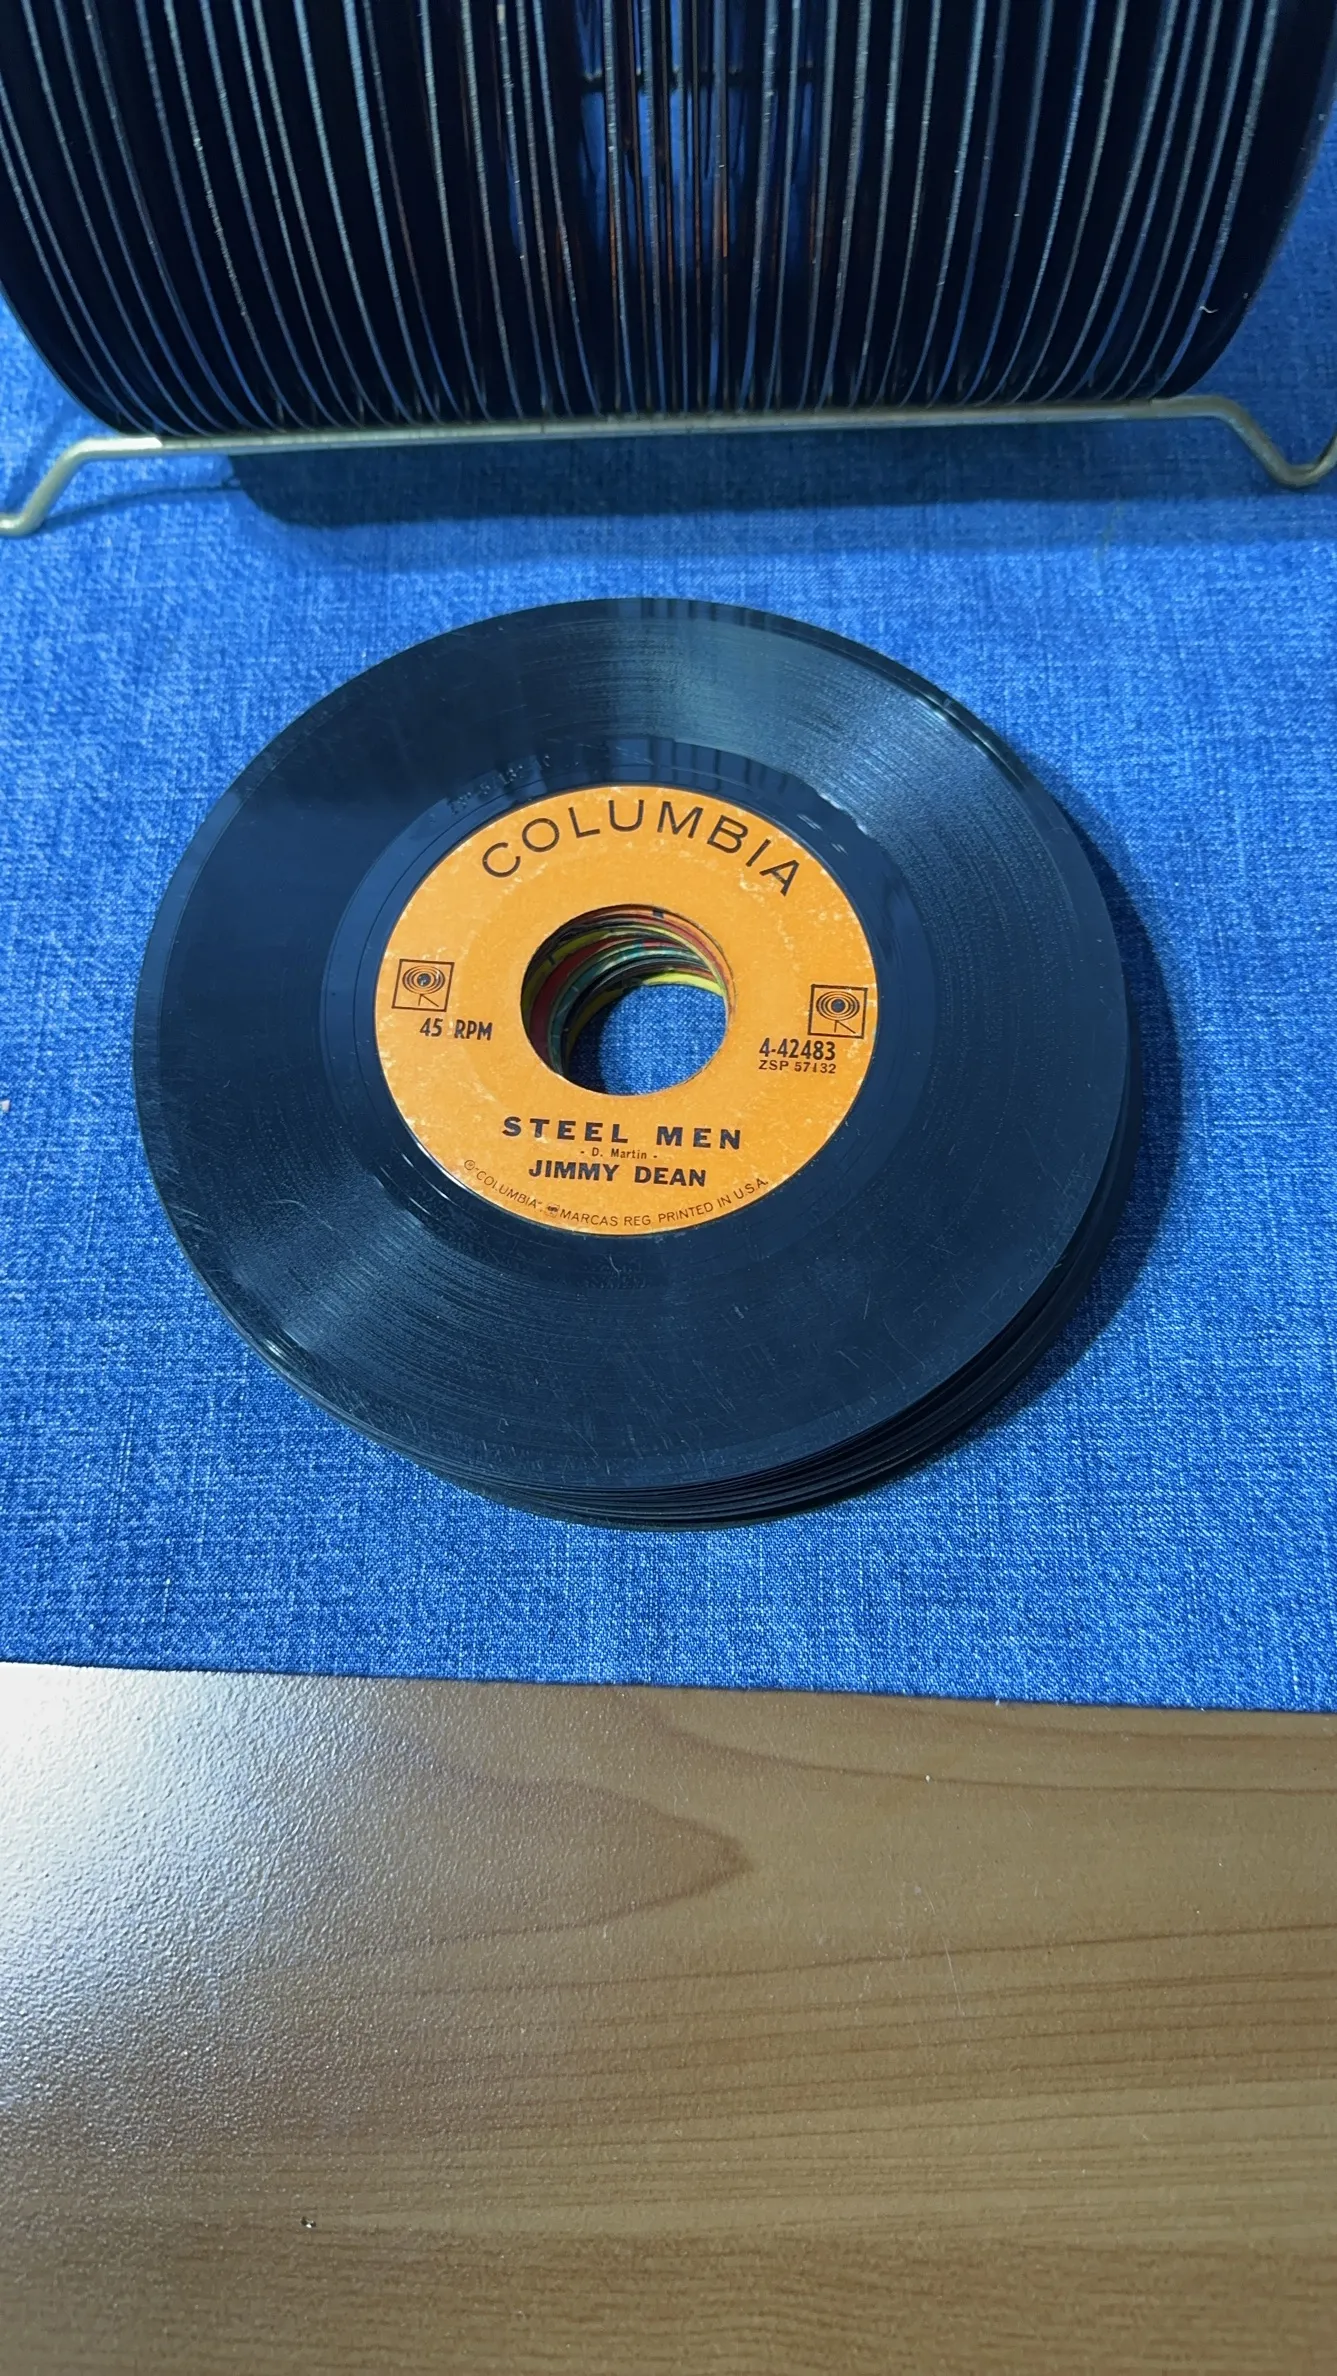 COLUMBIA
45 RPM
4-42483
ZSP 57132
STEEL MEN
- D. Martin -
JIMMY DEAN
Ⓟ "COLUMBIA", MARCAS REG. PRINTED IN U.S.A.